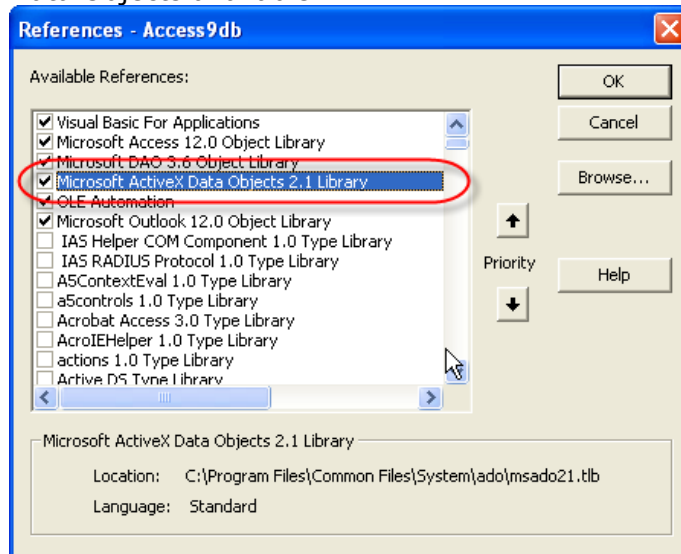 References - Access9db
Available References:
OK
Visual Basic For Applications
Cancel
Microsoft Access 12.0 Object Library
Microsoft DAO 3.6 Object Library
Microsoft ActiveX Data Objects 2.1 Library
Browse...
OLE Automation
Microsoft Outlook 12.0 Object Library
IAS Helper COM Component 1.0 Type Library
IAS RADIUS Protocol 1.0 Type Library
Priority
A5ContextEval 1.0 Type Library
Help
a5controls 1.0 Type Library
Acrobat Access 3.0 Type Library
AcroIEHelper 1.0 Type Library
actions 1.0 Type Library
Active DS Type Library
Microsoft ActiveX Data Objects 2.1 Library
Location: C:\Program Files\Common Files\System\ado\msado21.tlb
Language: Standard